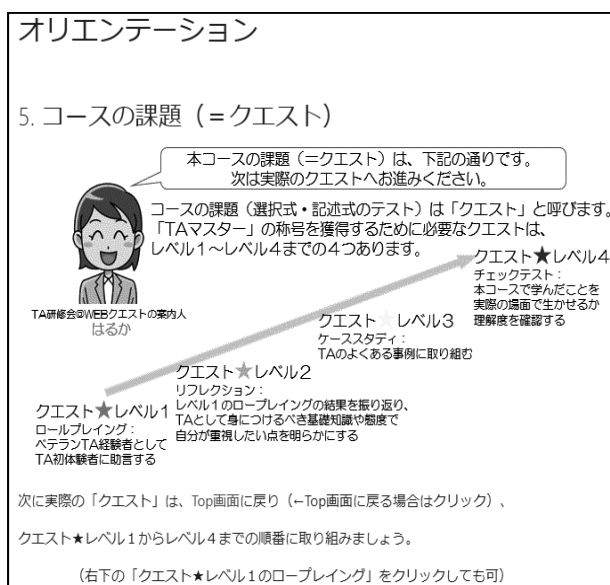 オリエンテーション
5. コースの課題（＝クエスト）
本コースの課題（＝クエスト）は、下記の通りです。
次は実際のクエストへお進みください。
コースの課題（選択式・記述式のテスト）は「クエスト」と呼びます。
「TAマスター」の称号を獲得するために必要なクエストは、
レベル1～レベル4までの4つあります。
TA研修会@WEBクエストの案内人
はるか
クエスト★レベル4
チェックテスト：
本コースで学んだことを
実際の場面で生かせるか
理解度を確認する
クエスト★レベル3
ケーススタディ：
TAのよくある事例に取り組む
クエスト★レベル2
リフレクション：
レベル1のロープレイングの結果を振り返り、
TAとして身につけるべき基礎知識や態度で
自分が重視したい点を明らかにする
クエスト★レベル1
ロールプレイング：
ベテランTA経験者として
TA初体験者に助言する
次に実際の「クエスト」は、Top画面に戻り（←Top画面に戻る場合はクリック）、
クエスト★レベル１からレベル４までの順番に取り組みましょう。
（右下の「クエスト★レベル１のロープレイング」をクリックしても可）